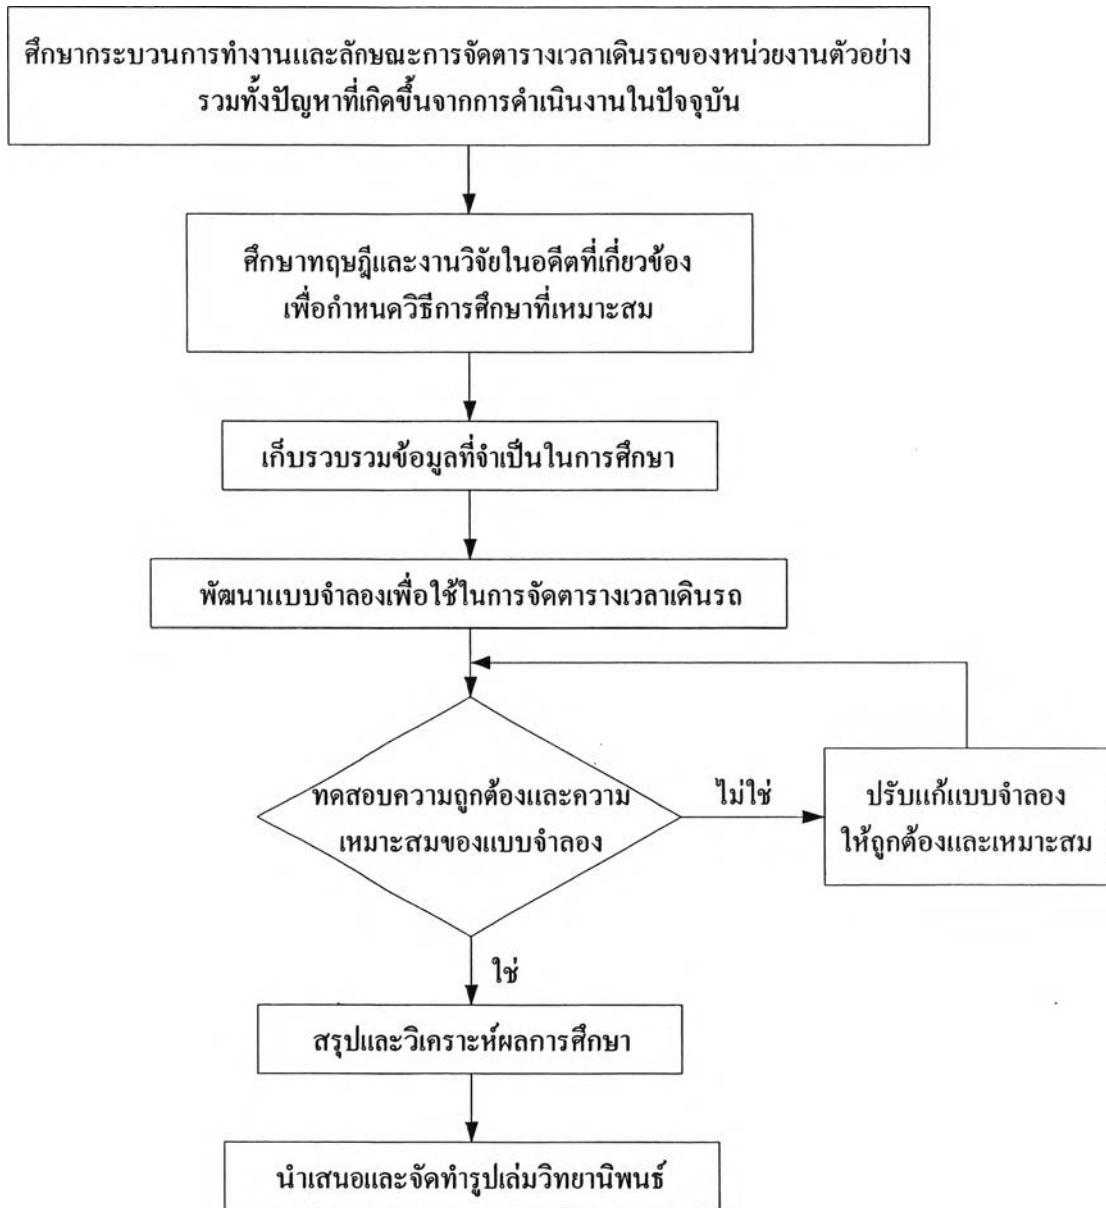 ศึกษากระบวนการทำงานและลักษณะการจัดตารางเวลาเดินรถของหน่วยงานตัวอย่าง
รวมทั้งปัญหาที่เกิดขึ้นจากการดำเนินงานในปัจจุบัน
ศึกษาทฤษฎีและงานวิจัยในอดีตที่เกี่ยวข้อง
เพื่อกำหนดวิธีการศึกษาที่เหมาะสม
เก็บรวบรวมข้อมูลที่จำเป็นในการศึกษา
พัฒนาแบบจำลองเพื่อใช้ในการจัดตารางเวลาเดินรถ
ทดสอบความถูกต้องและความ
เหมาะสมของแบบจำลอง
ไม่ใช่
ปรับแก้แบบจำลอง
ให้ถูกต้องและเหมาะสม
ใช่
สรุปและวิเคราะห์ผลการศึกษา
นำเสนอและจัดทำรูปเล่มวิทยานิพนธ์